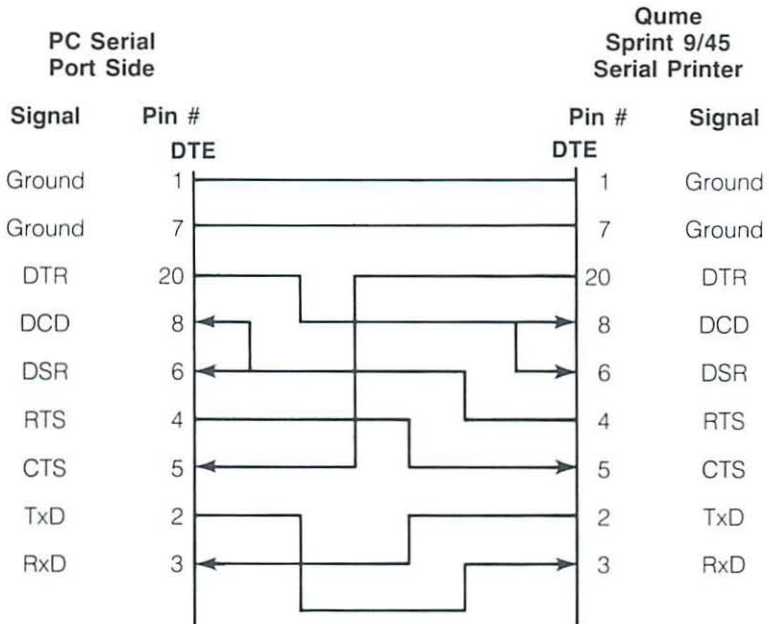 PC Serial
Port Side
Qume
Sprint 9/45
Serial Printer
Signal Pin # Pin # Signal
DTE DTE
Ground 1 1 Ground
Ground 7 7 Ground
DTR 20 20 DTR
DCD 8 8 DCD
DSR 6 6 DSR
RTS 4 4 RTS
CTS 5 5 CTS
TxD 2 2 TxD
RxD 3 3 RxD